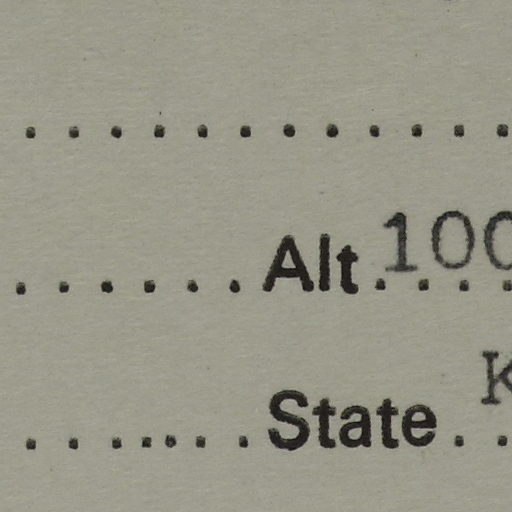 . . . . . . . . . . . .
. . . . . . Alt 100
. . . . . . . State K